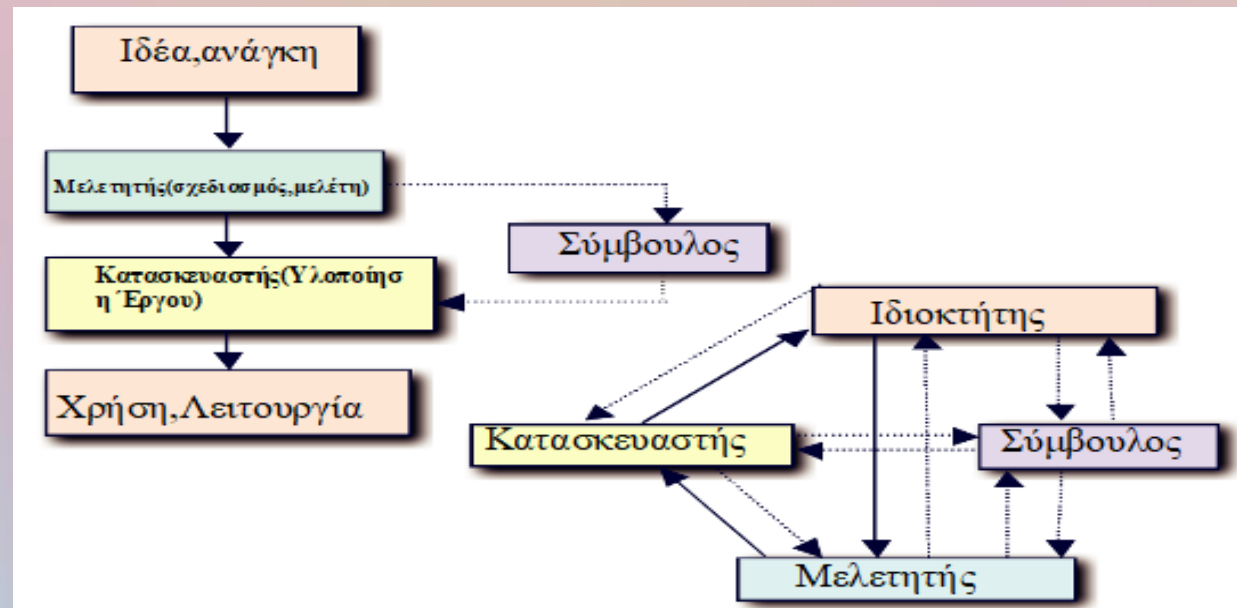 Ιδέα,ανάγκη
Μελετητής(σχεδιασμός,μελέτη)
Σύμβουλος
Κατασκευαστής(Υλοποίησ
η Έργου)
Χρήση,Λειτουργία
Ιδιοκτήτης
Κατασκευαστής
Σύμβουλος
Μελετητής